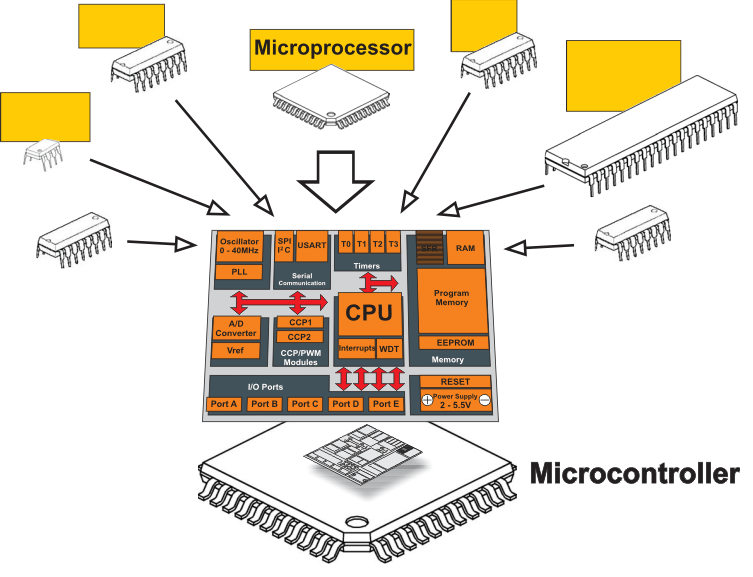 Microprocessor
Oscillator
0 - 40MHz
PLL
SPI
I²C
USART
Serial
Communication
T0
T1
T2
T3
Timers
RAM
Program
Memory
EEPROM
Memory
A/D
Converter
Vref
CCP1
CCP2
CCP/PWM
Modules
CPU
Interrupts
WDT
I/O Ports
Port A
Port B
Port C
Port D
Port E
RESET
Power Supply
2 - 5.5V
Microcontroller